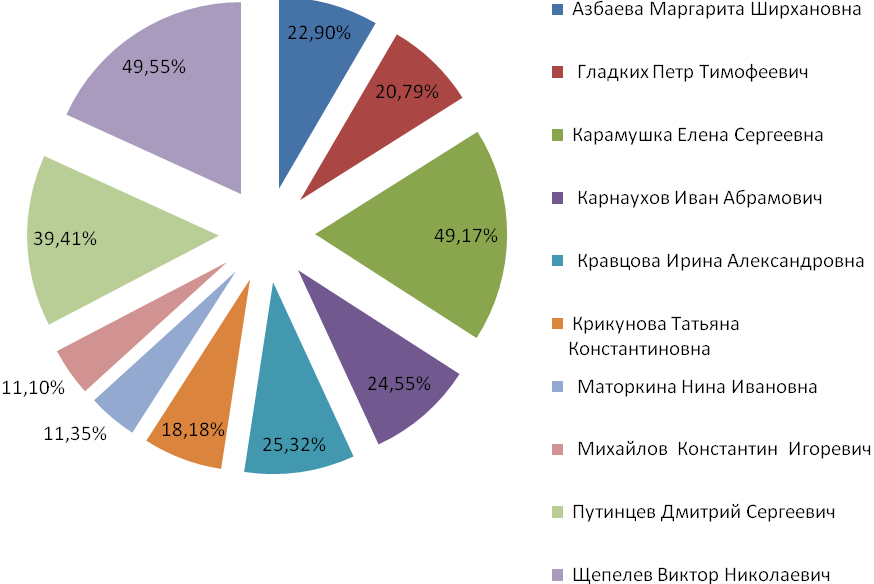 22,90%
20,79%
49,17%
24,55%
25,32%
18,18%
11,35%
11,10%
39,41%
49,55%
Азбаева Маргарита Ширхановна
Гладких Петр Тимофеевич
Карамушка Елена Сергеевна
Карнаухов Иван Абрамович
Кравцова Ирина Александровна
Крикунова Татьяна
Константиновна
Маторкина Нина Ивановна
Михайлов Константин Игоревич
Путинцев Дмитрий Сергеевич
Щепелев Виктор Николаевич